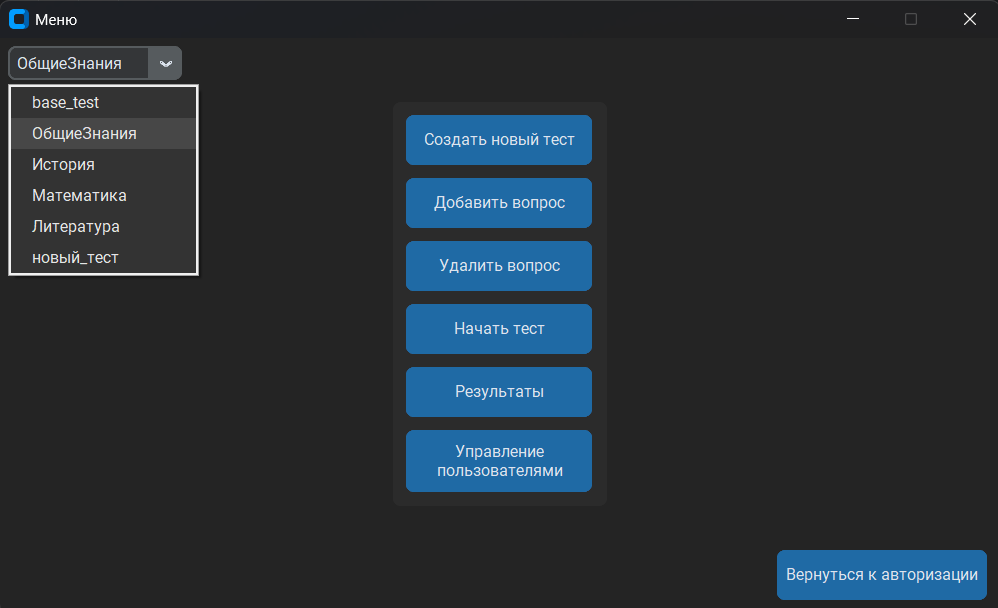 Меню
ОбщиеЗнания
base_test
ОбщиеЗнания
История
Математика
Литература
новый_тест
Создать новый тест
Добавить вопрос
Удалить вопрос
Начать тест
Результаты
Управление
пользователями
Вернуться к авторизации